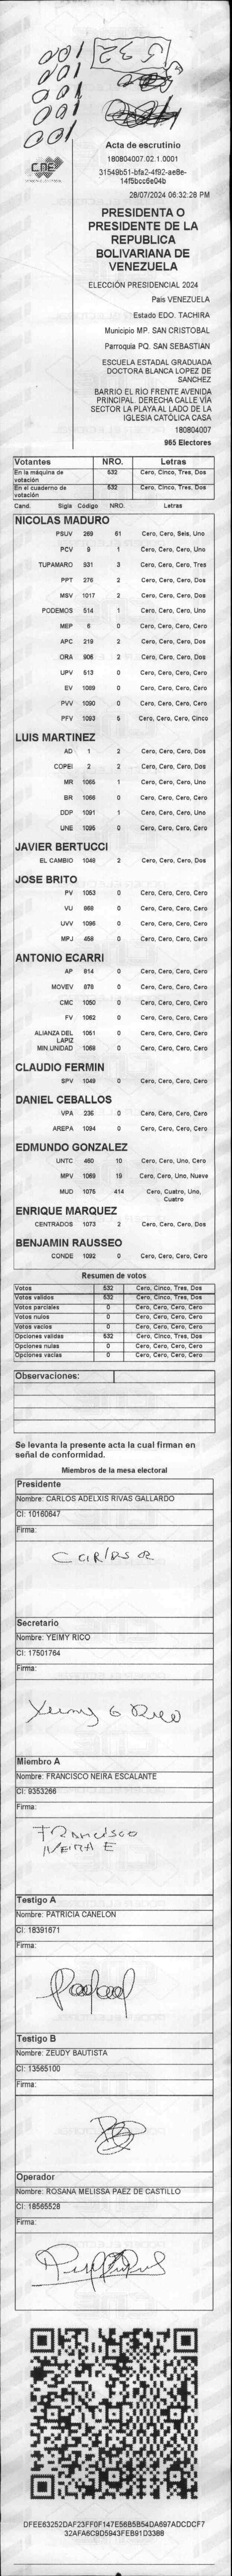 001
001
001
001
001
532
CNE
Acta de escrutinio
180804007.02.1.0001
31549b51-bfa2-4f92-ae8e-
14f5bcc6e04b
28/07/2024 06:32:28 PM
PRESIDENTA O
PRESIDENTE DE LA
REPUBLICA
BOLIVARIANA DE
VENEZUELA
ELECCIÓN PRESIDENCIAL 2024
Pais VENEZUELA
Estado EDO. TACHIRA
Municipio MP. SAN CRISTOBAL
Parroquia PQ. SAN SEBASTIAN
ESCUELA ESTADAL GRADUADA
DOCTORA BLANCA LOPEZ DE
SANCHEZ
BARRIO EL RÍO FRENTE AVENIDA
PRINCIPAL. DERECHA CALLE VÍA
SECTOR LA PLAYA AL LADO DE LA
IGLESIA CATÓLICA CASA
180804007
965 Electores
Votantes NRO. Letras
En la máquina de votación 532 Cero, Cinco, Tres, Dos
En el cuaderno de votación 532 Cero, Cinco, Tres, Dos
Cand. Sigla Código NRO. Letras
NICOLAS MADURO
PSUV 269 61 Cero, Cero, Seis, Uno
PCV 9 1 Cero, Cero, Cero, Uno
TUPAMARO 931 3 Cero, Cero, Cero, Tres
PPT 276 2 Cero, Cero, Cero, Dos
MSV 1017 2 Cero, Cero, Cero, Dos
PODEMOS 514 1 Cero, Cero, Cero, Uno
MEP 6 0 Cero, Cero, Cero, Cero
APC 219 2 Cero, Cero, Cero, Dos
ORA 906 2 Cero, Cero, Cero, Dos
UPV 513 0 Cero, Cero, Cero, Cero
EV 1089 0 Cero, Cero, Cero, Cero
PVV 1090 0 Cero, Cero, Cero, Cero
PFV 1093 5 Cero, Cero, Cero, Cinco
LUIS MARTINEZ
AD 1 2 Cero, Cero, Cero, Dos
COPEI 2 2 Cero, Cero, Cero, Dos
MR 1065 1 Cero, Cero, Cero, Uno
BR 1066 0 Cero, Cero, Cero, Cero
DDP 1091 1 Cero, Cero, Cero, Uno
UNE 1095 0 Cero, Cero, Cero, Cero
JAVIER BERTUCCI
EL CAMBIO 1048 2 Cero, Cero, Cero, Dos
JOSE BRITO
PV 1053 0 Cero, Cero, Cero, Cero
VU 968 0 Cero, Cero, Cero, Cero
UVV 1096 0 Cero, Cero, Cero, Cero
MPJ 458 0 Cero, Cero, Cero, Cero
ANTONIO ECARRI
AP 814 0 Cero, Cero, Cero, Cero
MOVEV 878 0 Cero, Cero, Cero, Cero
CMC 1050 0 Cero, Cero, Cero, Cero
FV 1062 0 Cero, Cero, Cero, Cero
ALIANZA DEL LAPIZ 1051 0 Cero, Cero, Cero, Cero
MIN UNIDAD 1068 0 Cero, Cero, Cero, Cero
CLAUDIO FERMIN
SPV 1049 0 Cero, Cero, Cero, Cero
DANIEL CEBALLOS
VPA 236 0 Cero, Cero, Cero, Cero
AREPA 1094 0 Cero, Cero, Cero, Cero
EDMUNDO GONZALEZ
UNTC 460 10 Cero, Cero, Uno, Cero
MPV 1069 19 Cero, Cero, Uno, Nueve
MUD 1075 414 Cero, Cuatro, Uno, Cuatro
ENRIQUE MARQUEZ
CENTRADOS 1073 2 Cero, Cero, Cero, Dos
BENJAMIN RAUSSEO
CONDE 1092 0 Cero, Cero, Cero, Cero
Resumen de votos
Votos 532 Cero, Cinco, Tres, Dos
Votos validos 532 Cero, Cinco, Tres, Dos
Votos parciales 0 Cero, Cero, Cero, Cero
Votos nulos 0 Cero, Cero, Cero, Cero
Votos vacios 0 Cero, Cero, Cero, Cero
Opciones validas 532 Cero, Cinco, Tres, Dos
Opciones nulas 0 Cero, Cero, Cero, Cero
Opciones vacias 0 Cero, Cero, Cero, Cero
Observaciones:
Se levanta la presente acta la cual firman en
señal de conformidad.
Miembros de la mesa electoral
Presidente
Nombre: CARLOS ADELXIS RIVAS GALLARDO
CI: 10160647
Firma:
Carlos R
Secretario
Nombre: YEIMY RICO
CI: 17501764
Firma:
Yeimy G Rico
Miembro A
Nombre: FRANCISCO NEIRA ESCALANTE
CI: 9353266
Firma:
FRANCISCO
NEIRA E
Testigo A
Nombre: PATRICIA CANELON
CI: 18391671
Firma:
Testigo B
Nombre: ZEUDY BAUTISTA
CI: 13565100
Firma:
Operador
Nombre: ROSANA MELISSA PAEZ DE CASTILLO
CI: 18565528
Firma:
DFEE63252DAF23FF0F147E56B5B54DA697ADCDCF7
32AFA6C9D5943FEB91D3388